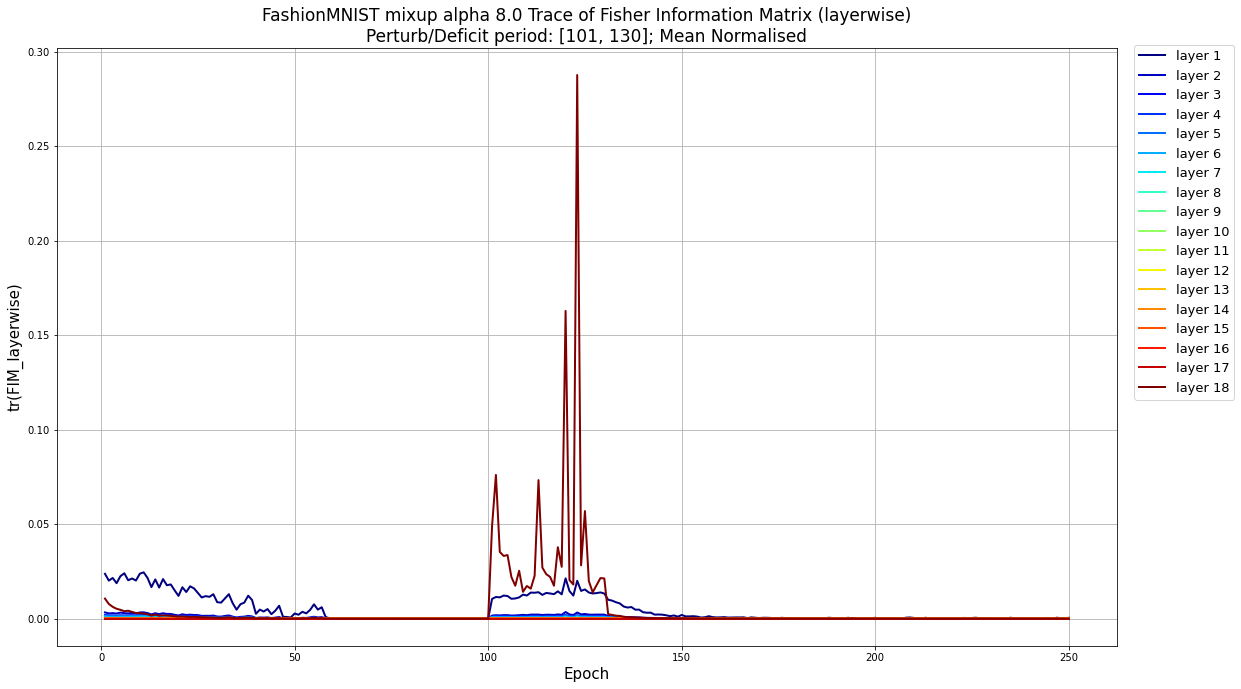 FashionMNIST mixup alpha 8.0 Trace of Fisher Information Matrix (layerwise)
Perturb/Deficit period: [101, 130]; Mean Normalised
0.30
0.25
0.20
0.15
0.10
0.05
0.00
tr(FIM_layerwise)
0
50
100
150
200
250
Epoch
layer 1
layer 2
layer 3
layer 4
layer 5
layer 6
layer 7
layer 8
layer 9
layer 10
layer 11
layer 12
layer 13
layer 14
layer 15
layer 16
layer 17
layer 18